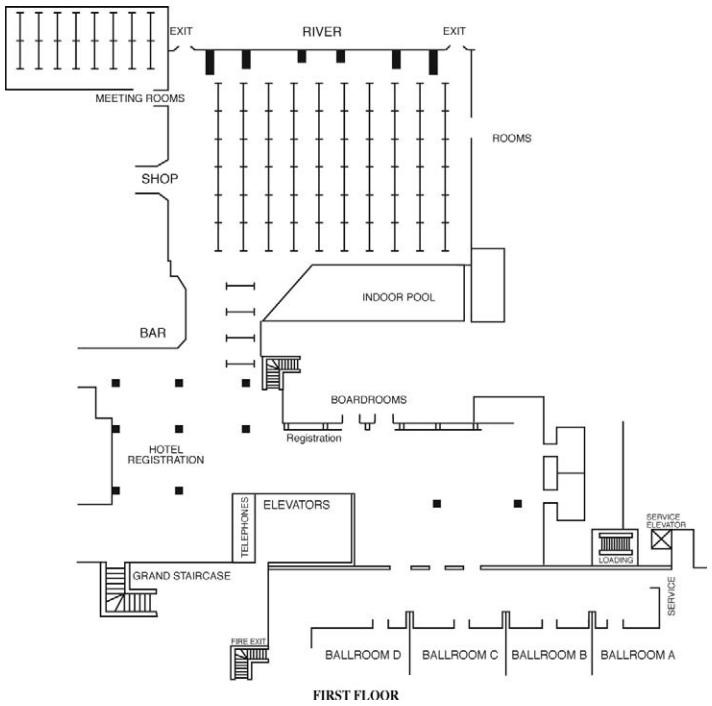 EXIT
RIVER
EXIT
MEETING ROOMS
ROOMS
SHOP
INDOOR POOL
BAR
BOARDROOMS
Registration
HOTEL
REGISTRATION
TELEPHONES
ELEVATORS
SERVICE
ELEVATOR
LOADING
GRAND STAIRCASE
SERVICE
FIRE EXIT
BALLROOM D
BALLROOM C
BALLROOM B
BALLROOM A
FIRST FLOOR